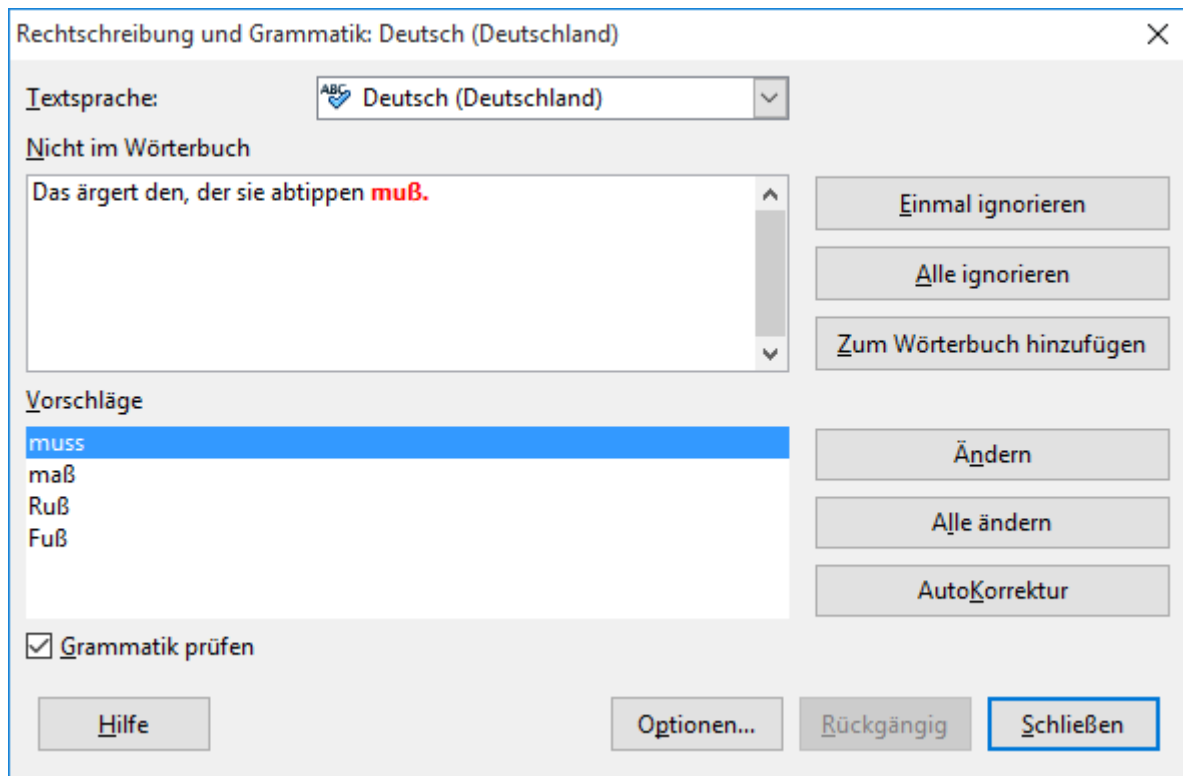 Rechtschreibung und Grammatik: Deutsch (Deutschland)
Textsprache:
ABC Deutsch (Deutschland)
Nicht im Wörterbuch
Das ärgert den, der sie abtippen muß.
Einmal ignorieren
Alle ignorieren
Zum Wörterbuch hinzufügen
Vorschläge
muss
maß
Ruß
Fuß
Ändern
Alle ändern
AutoKorrektur
Grammatik prüfen
Hilfe
Optionen...
Rückgängig
Schließen